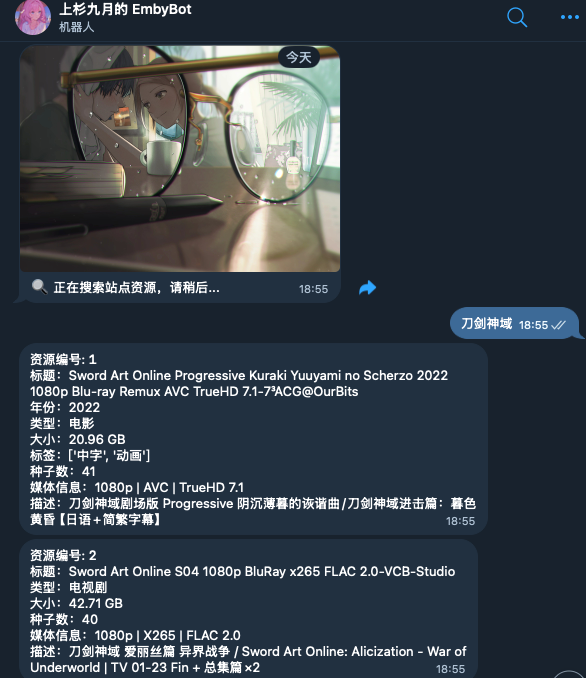 上杉九月的 EmbyBot
机器人
今天
🔍 正在搜索站点资源，请稍后...
18:55
刀剑神域 18:55
资源编号: 1
标题：Sword Art Online Progressive Kuraki Yuuyami no Scherzo 2022
1080p Blu-ray Remux AVC TrueHD 7.1-7³ACG@OurBits
年份：2022
类型：电影
大小：20.96 GB
标签：['中字', '动画']
种子数：41
媒体信息：1080p | AVC | TrueHD 7.1
描述：刀剑神域剧场版 Progressive 阴沉薄暮的诙谐曲/刀剑神域进击篇：暮色
黄昏【日语+简繁字幕】
18:55
资源编号: 2
标题：Sword Art Online S04 1080p BluRay x265 FLAC 2.0-VCB-Studio
类型：电视剧
大小：42.71 GB
种子数：40
媒体信息：1080p | X265 | FLAC 2.0
描述：刀剑神域 爱丽丝篇 异界战争 / Sword Art Online: Alicization - War of
Underworld | TV 01-23 Fin + 总集篇×2
18:55